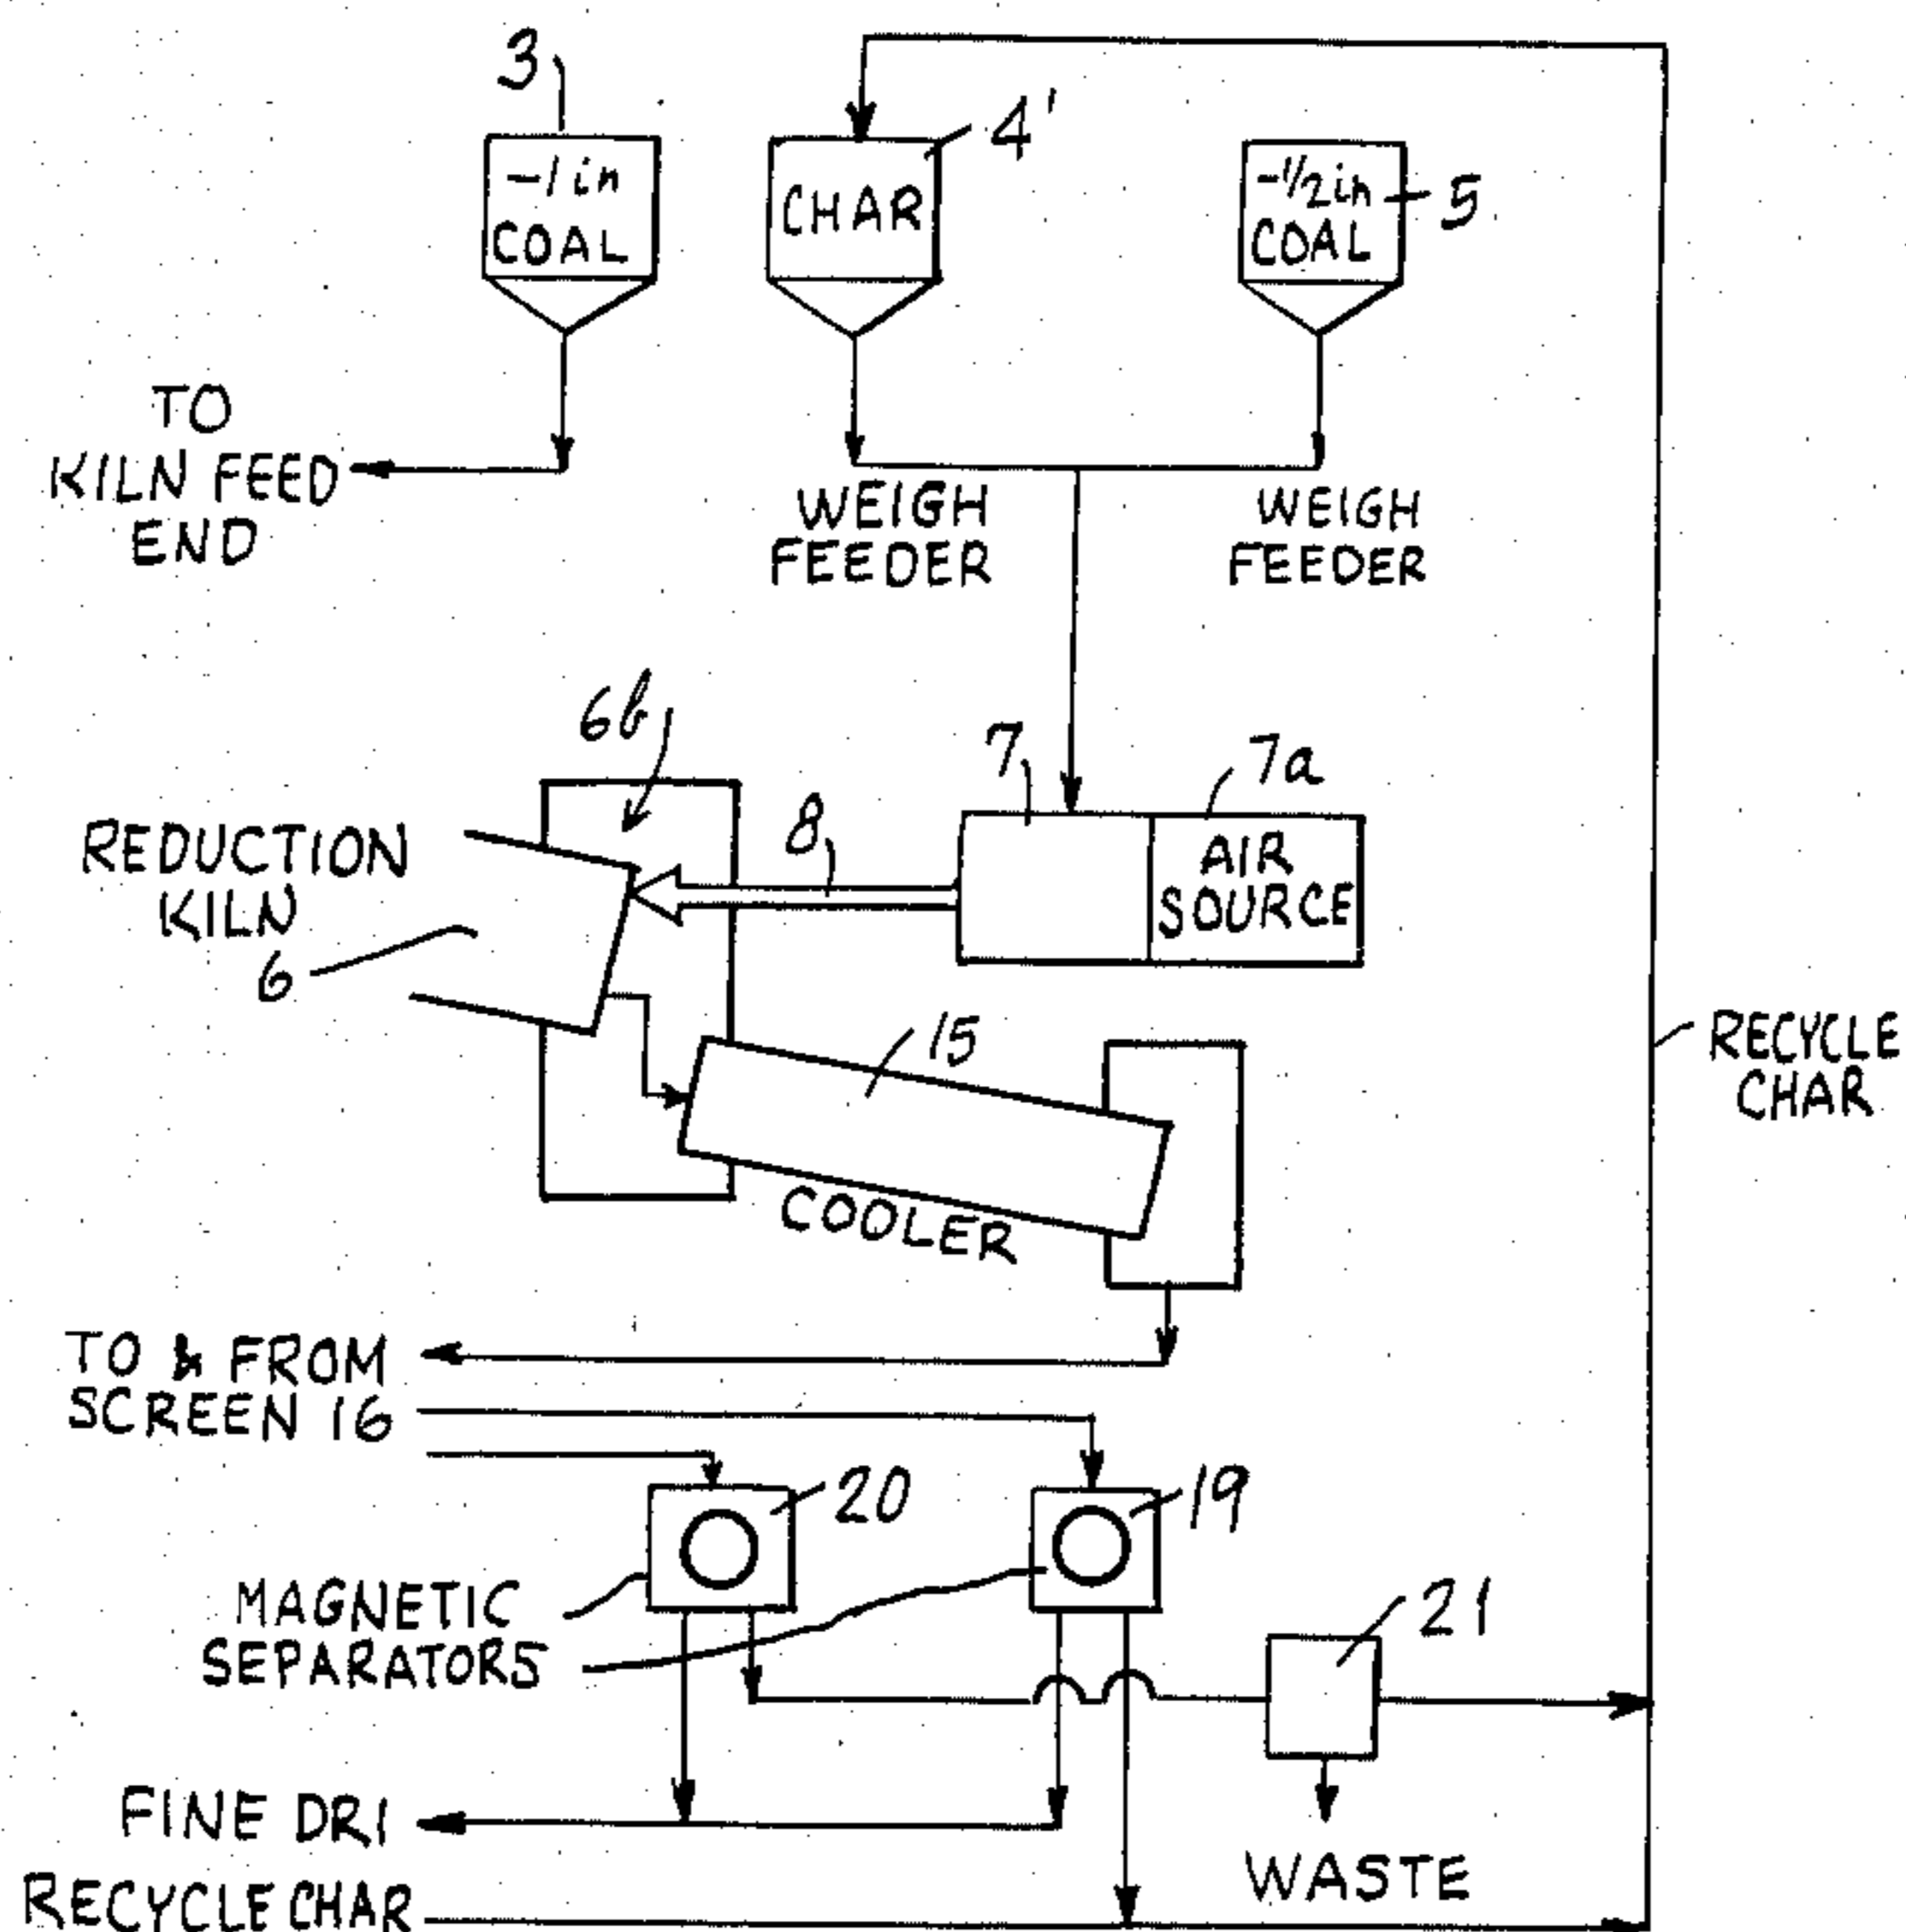 3
-1 in
COAL
4'
CHAR
-1/2 in
COAL
5
TO
KILN FEED
END
WEIGH
FEEDER
WEIGH
FEEDER
6b
7
7a
8
REDUCTION
KILN
6
AIR
SOURCE
15
RECYCLE
CHAR
COOLER
TO & FROM
SCREEN 16
20
19
MAGNETIC
SEPARATORS
21
FINE DRI
WASTE
RECYCLE CHAR